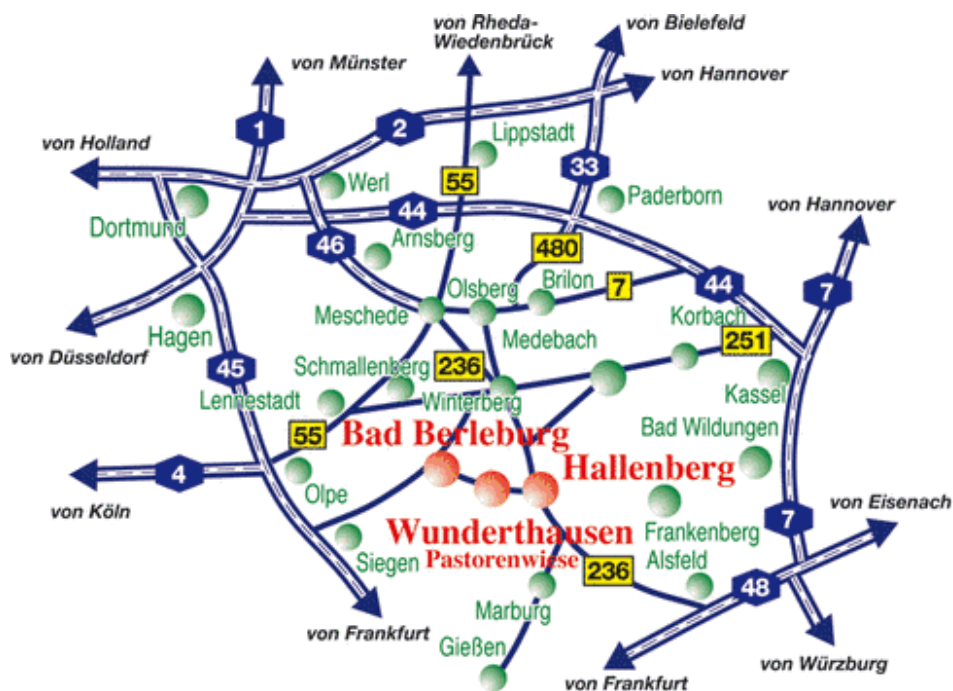 von Rheda-
Wiedenbrück
von Bielefeld
von Münster
von Hannover
1
2
von Holland
Lippstadt
33
Werl
55
Paderborn
von Hannover
Dortmund
44
46
Arnsberg
480
Olsberg
Brilon
7
44
7
Meschede
Korbach
Hagen
Medebach
251
von Düsseldorf
Schmallenberg
236
45
Lennestadt
Winterberg
Kassel
55
Bad Berleburg
Bad Wildungen
4
Hallenberg
von Köln
Olpe
von Eisenach
Wunderthausen
Frankenberg
7
Siegen
Pastorenwiese
Alsfeld
236
48
Marburg
von Frankfurt
Gießen
von Würzburg
von Frankfurt